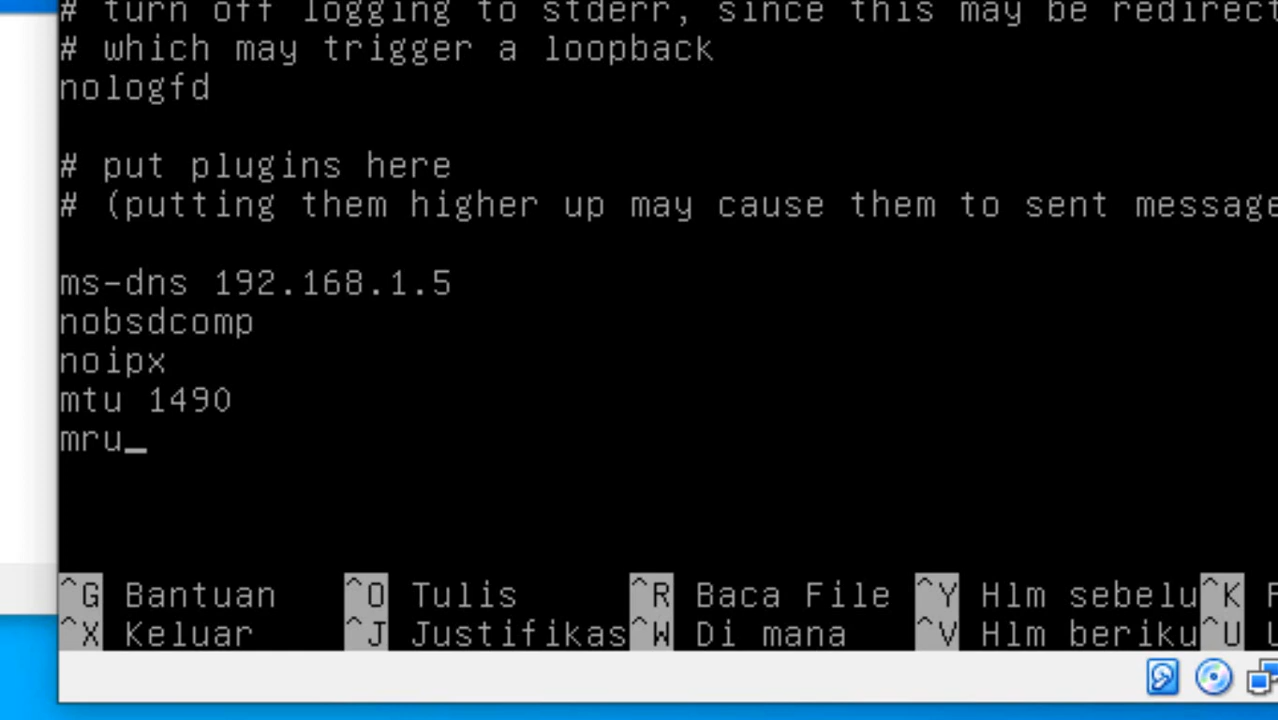 # turn off logging to stderr, since this may be redirect
# which may trigger a loopback
nologfd
# put plugins here
# (putting them higher up may cause them to sent message
ms-dns 192.168.1.5
nobsdcomp
noipx
mtu 1490
mru_
^G Bantuan ^O Tulis ^R Baca File ^Y Hlm sebelu ^K
^X Keluar ^J Justifikas ^W Di mana ^V Hlm beriku ^U